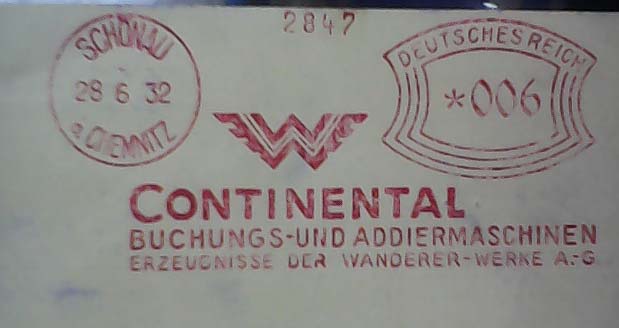 2847
SCHÖNAU
28 6 32
a. CHEMNITZ
DEUTSCHES REICH
*006
W
CONTINENTAL
BUCHUNGS-UND ADDIERMASCHINEN
ERZEUGNISSE DER WANDERER-WERKE A.-G.